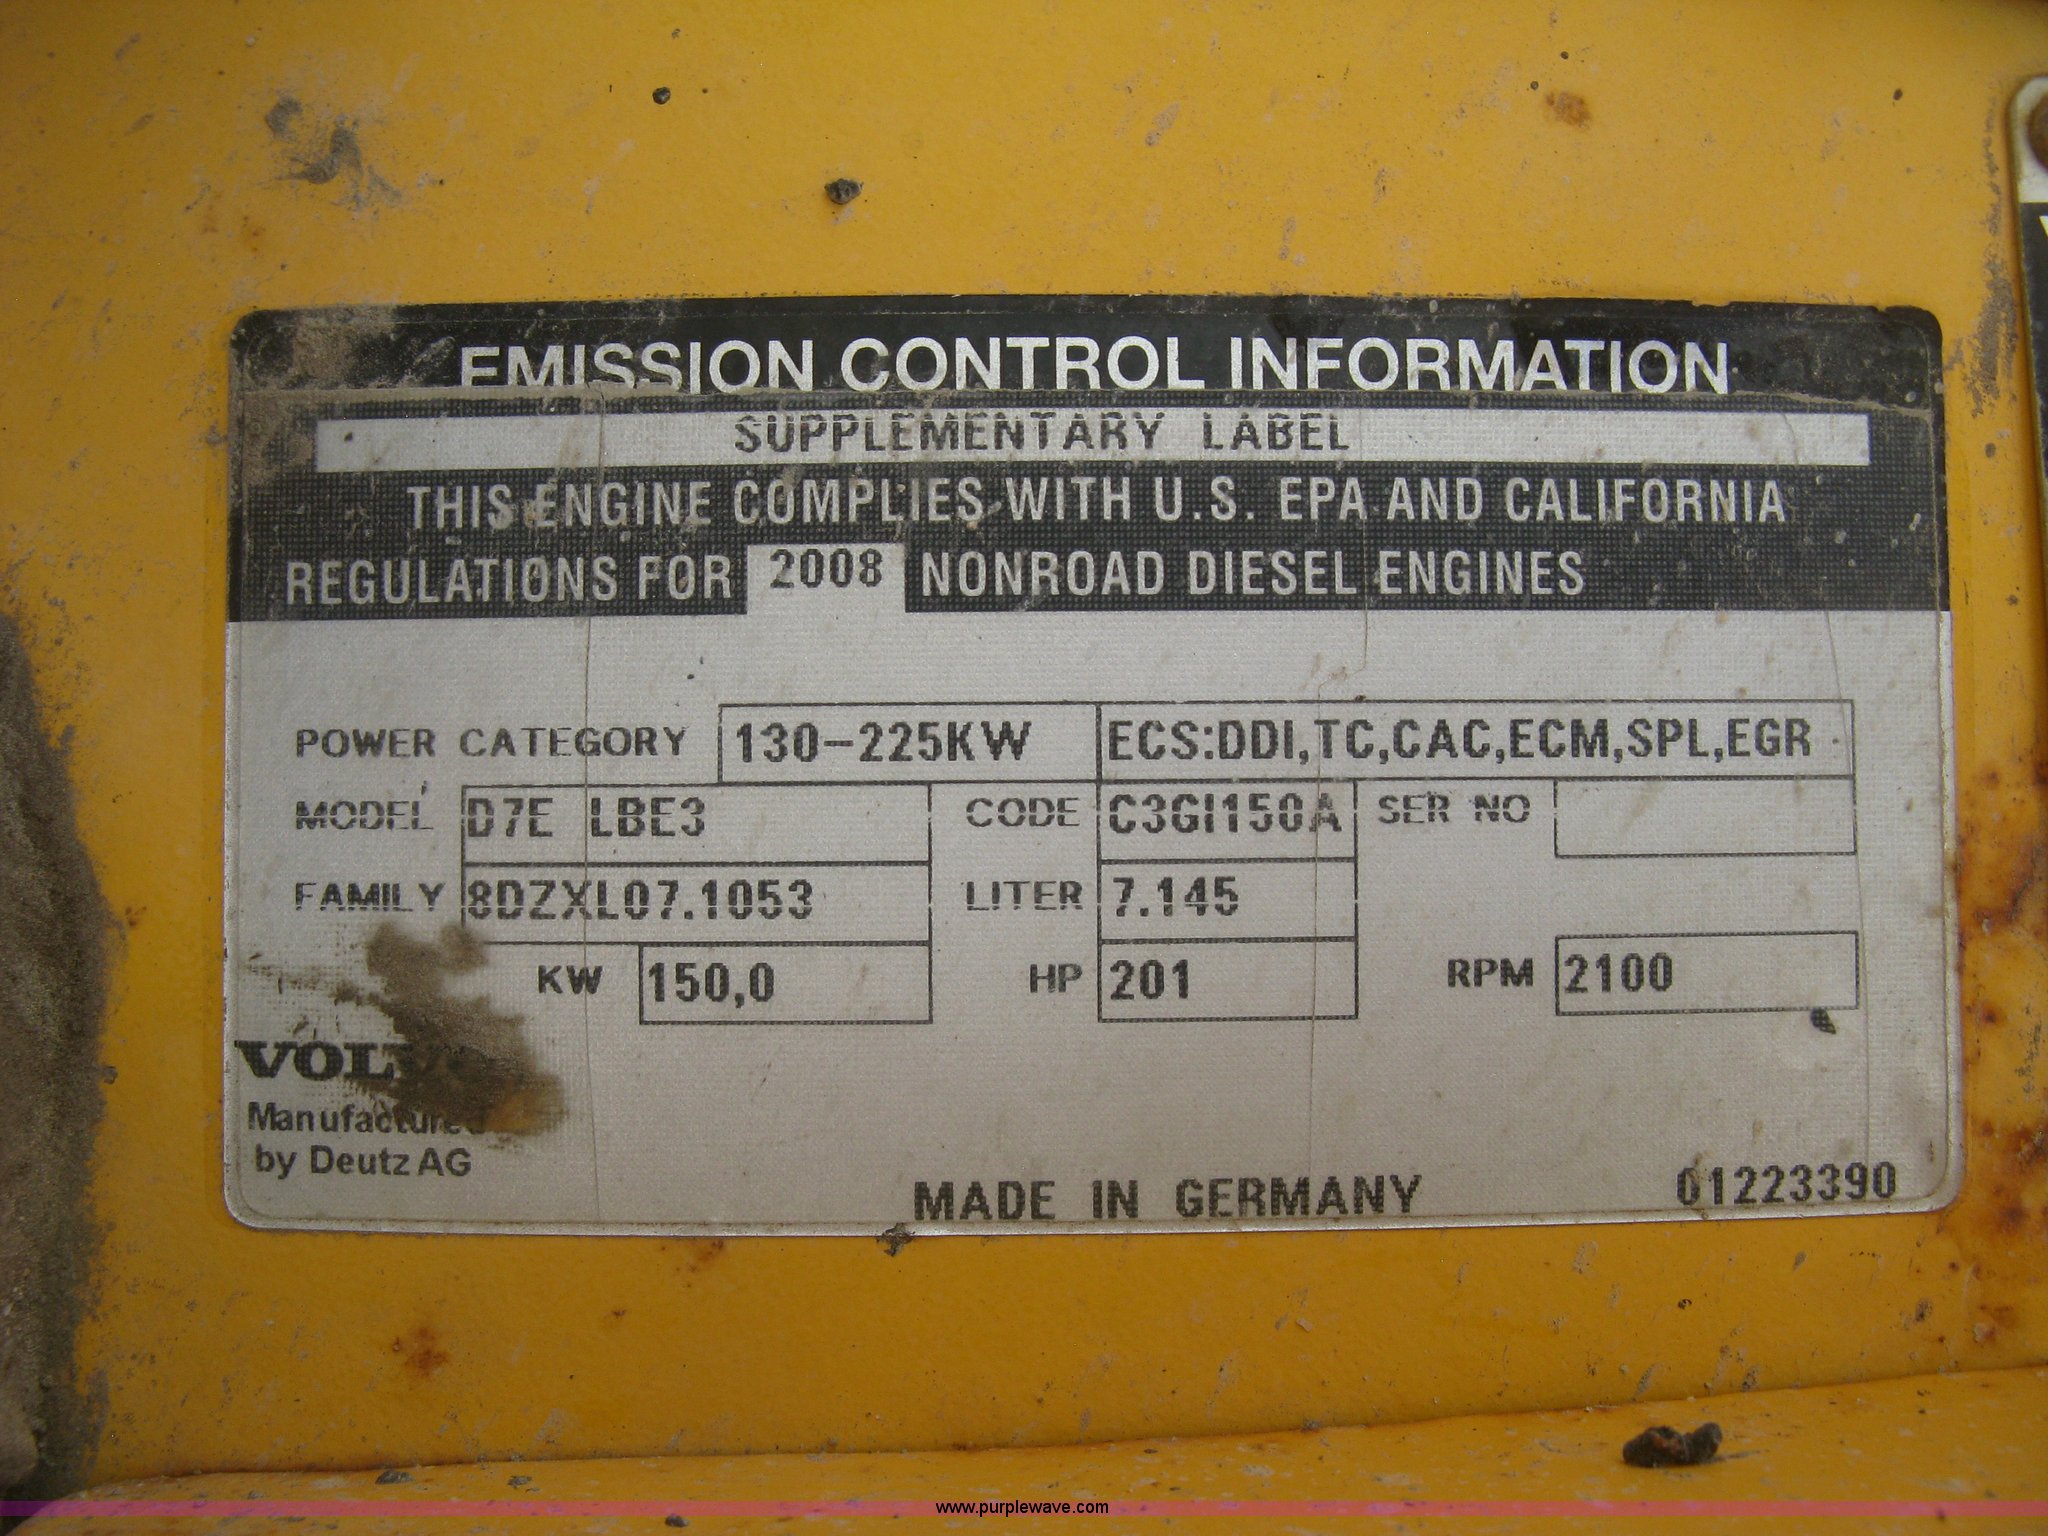 EMISSION CONTROL INFORMATION
SUPPLEMENTARY LABEL
THIS ENGINE COMPLIES WITH U.S. EPA AND CALIFORNIA
REGULATIONS FOR 2008 NONROAD DIESEL ENGINES
POWER CATEGORY 130-225KW ECS:DDI,TC,CAC,ECM,SPL,EGR
MODEL D7E LBE3 CODE C3GI150A SER NO
FAMILY 8DZXL07.1053 LITER 7.145
KW 150,0 HP 201 RPM 2100
VOLVO
Manufactured
by Deutz AG
MADE IN GERMANY 01223390
www.purplewave.com